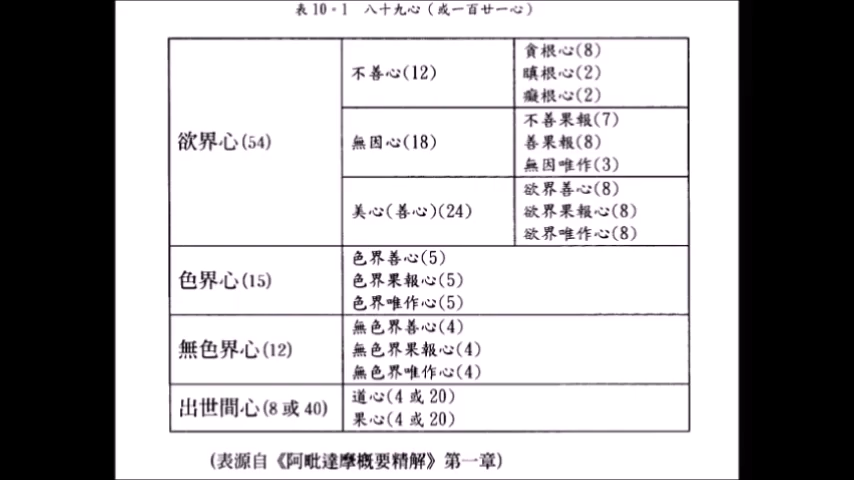 表 10·1 八十九心（或一百廿一心）
欲界心(54)
不善心(12)
貪根心(8)
瞋根心(2)
癡根心(2)
無因心(18)
不善果報(7)
善果報(8)
無因唯作(3)
美心(善心)(24)
欲界善心(8)
欲界果報心(8)
欲界唯作心(8)
色界心(15)
色界善心(5)
色界果報心(5)
色界唯作心(5)
無色界心(12)
無色界善心(4)
無色界果報心(4)
無色界唯作心(4)
出世間心(8 或 40)
道心(4 或 20)
果心(4 或 20)
(表源自《阿毗達摩概要精解》第一章)